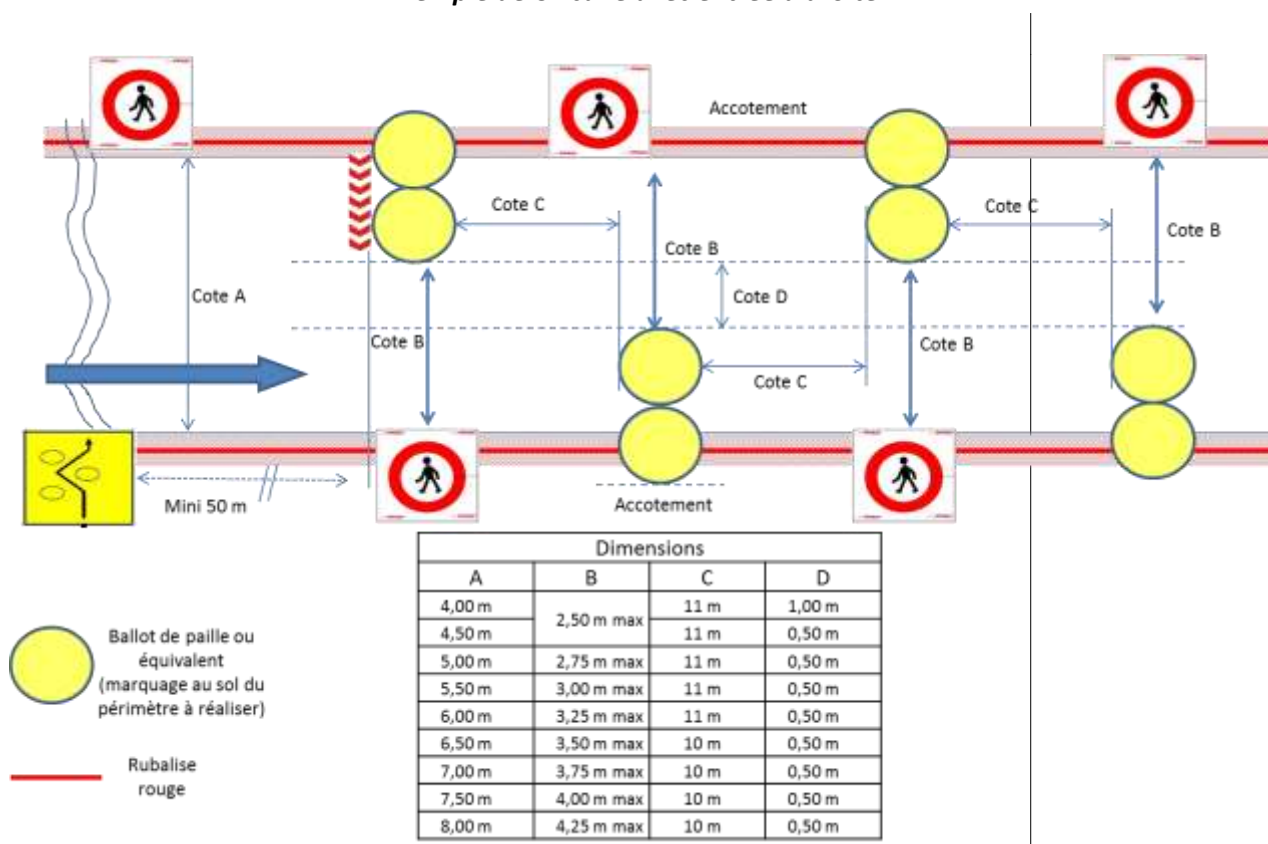 Accotement
Cote C
Cote C
Cote B
Cote B
Cote A
Cote D
Cote B
Cote B
Cote C
Mini 50 m
Accotement
Dimensions
A B C D
4,00 m 2,50 m max 11 m 1,00 m
4,50 m 11 m 0,50 m
5,00 m 2,75 m max 11 m 0,50 m
5,50 m 3,00 m max 11 m 0,50 m
6,00 m 3,25 m max 11 m 0,50 m
6,50 m 3,50 m max 10 m 0,50 m
7,00 m 3,75 m max 10 m 0,50 m
7,50 m 4,00 m max 10 m 0,50 m
8,00 m 4,25 m max 10 m 0,50 m
Ballot de paille ou
équivalent
(marquage au sol du
périmètre à réaliser)
Rubalise
rouge